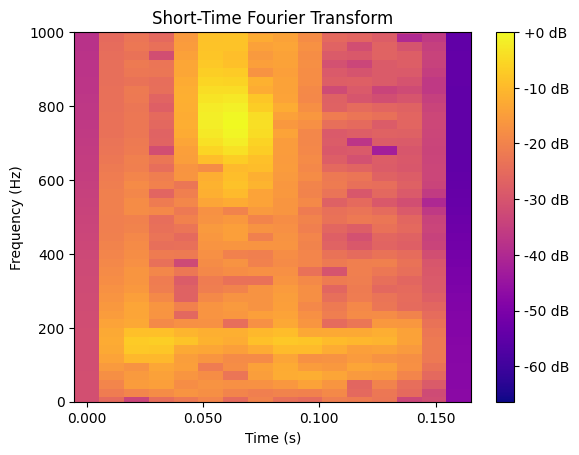 Short-Time Fourier Transform
1000
800
600
400
200
0
Frequency (Hz)
0.000
0.050
0.100
0.150
Time (s)
+0 dB
-10 dB
-20 dB
-30 dB
-40 dB
-50 dB
-60 dB